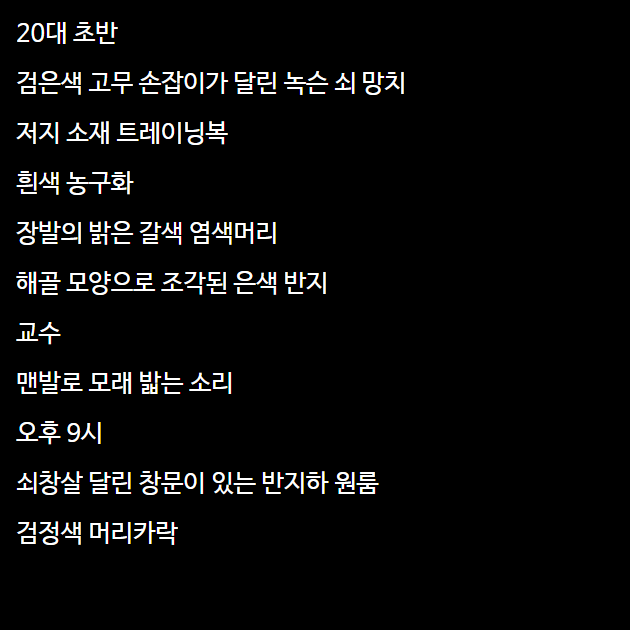 20대 초반
검은색 고무 손잡이가 달린 녹슨 쇠 망치
저지 소재 트레이닝복
흰색 농구화
장발의 밝은 갈색 염색머리
해골 모양으로 조각된 은색 반지
교수
맨발로 모래 밟는 소리
오후 9시
쇠창살 달린 창문이 있는 반지하 원룸
검정색 머리카락